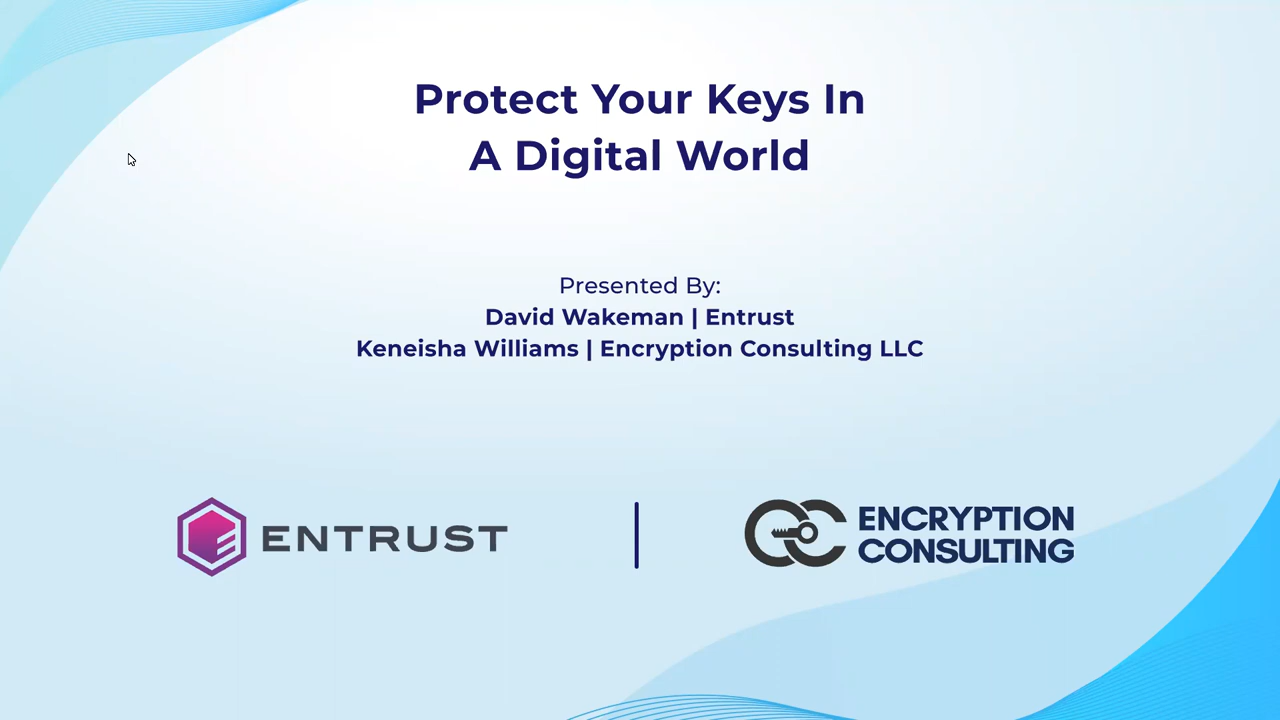 Protect Your Keys In
A Digital World
Presented By:
David Wakeman | Entrust
Keneisha Williams | Encryption Consulting LLC
ENTRUST
ENCRYPTION
CONSULTING